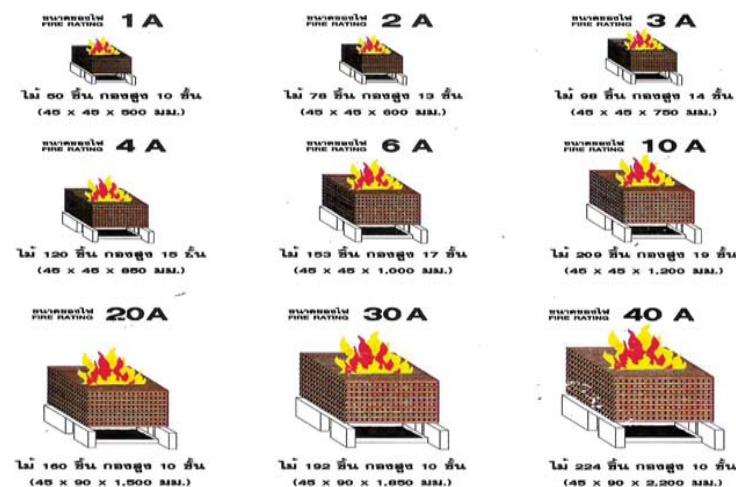 ขนาดของไฟ FIRE RATING 1 A
ไม้ 50 ชิ้น กองสูง 10 ชั้น
(45 x 45 x 500 มม.)
ขนาดของไฟ FIRE RATING 2 A
ไม้ 78 ชิ้น กองสูง 13 ชั้น
(45 x 45 x 600 มม.)
ขนาดของไฟ FIRE RATING 3 A
ไม้ 98 ชิ้น กองสูง 14 ชั้น
(45 x 45 x 750 มม.)
ขนาดของไฟ FIRE RATING 4 A
ไม้ 120 ชิ้น กองสูง 15 ชั้น
(45 x 45 x 850 มม.)
ขนาดของไฟ FIRE RATING 6 A
ไม้ 153 ชิ้น กองสูง 17 ชั้น
(45 x 45 x 1,000 มม.)
ขนาดของไฟ FIRE RATING 10 A
ไม้ 209 ชิ้น กองสูง 19 ชั้น
(45 x 45 x 1,200 มม.)
ขนาดของไฟ FIRE RATING 20 A
ไม้ 160 ชิ้น กองสูง 10 ชั้น
(45 x 90 x 1,500 มม.)
ขนาดของไฟ FIRE RATING 30 A
ไม้ 192 ชิ้น กองสูง 10 ชั้น
(45 x 90 x 1,850 มม.)
ขนาดของไฟ FIRE RATING 40 A
ไม้ 224 ชิ้น กองสูง 10 ชั้น
(45 x 90 x 2,200 มม.)